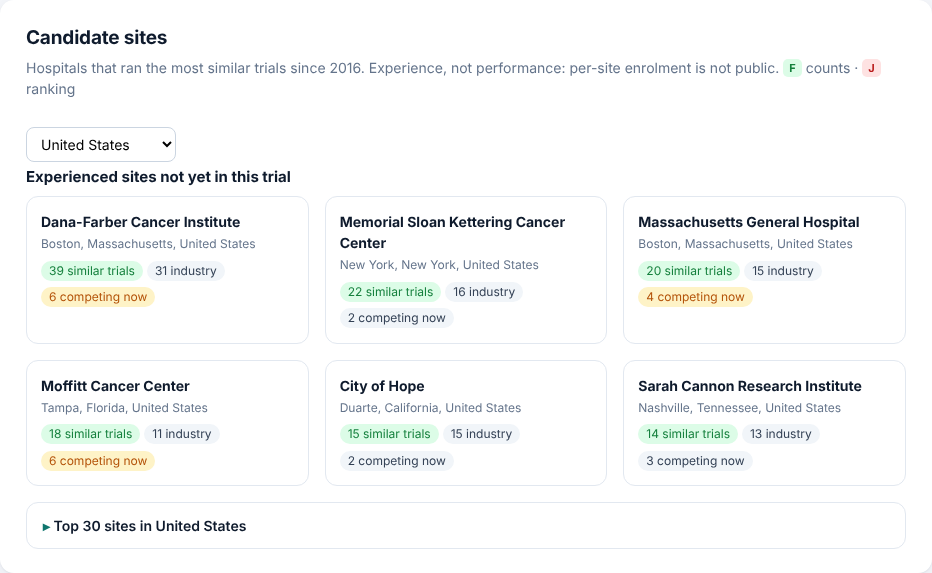 Candidate sites
Hospitals that ran the most similar trials since 2016. Experience, not performance: per-site enrolment is not public. F counts · J
ranking
United States
Experienced sites not yet in this trial
Dana-Farber Cancer Institute
Boston, Massachusetts, United States
39 similar trials 31 industry
6 competing now
Memorial Sloan Kettering Cancer
Center
New York, New York, United States
22 similar trials 16 industry
2 competing now
Massachusetts General Hospital
Boston, Massachusetts, United States
20 similar trials 15 industry
4 competing now
Moffitt Cancer Center
Tampa, Florida, United States
18 similar trials 11 industry
6 competing now
City of Hope
Duarte, California, United States
15 similar trials 15 industry
2 competing now
Sarah Cannon Research Institute
Nashville, Tennessee, United States
14 similar trials 13 industry
3 competing now
▸ Top 30 sites in United States